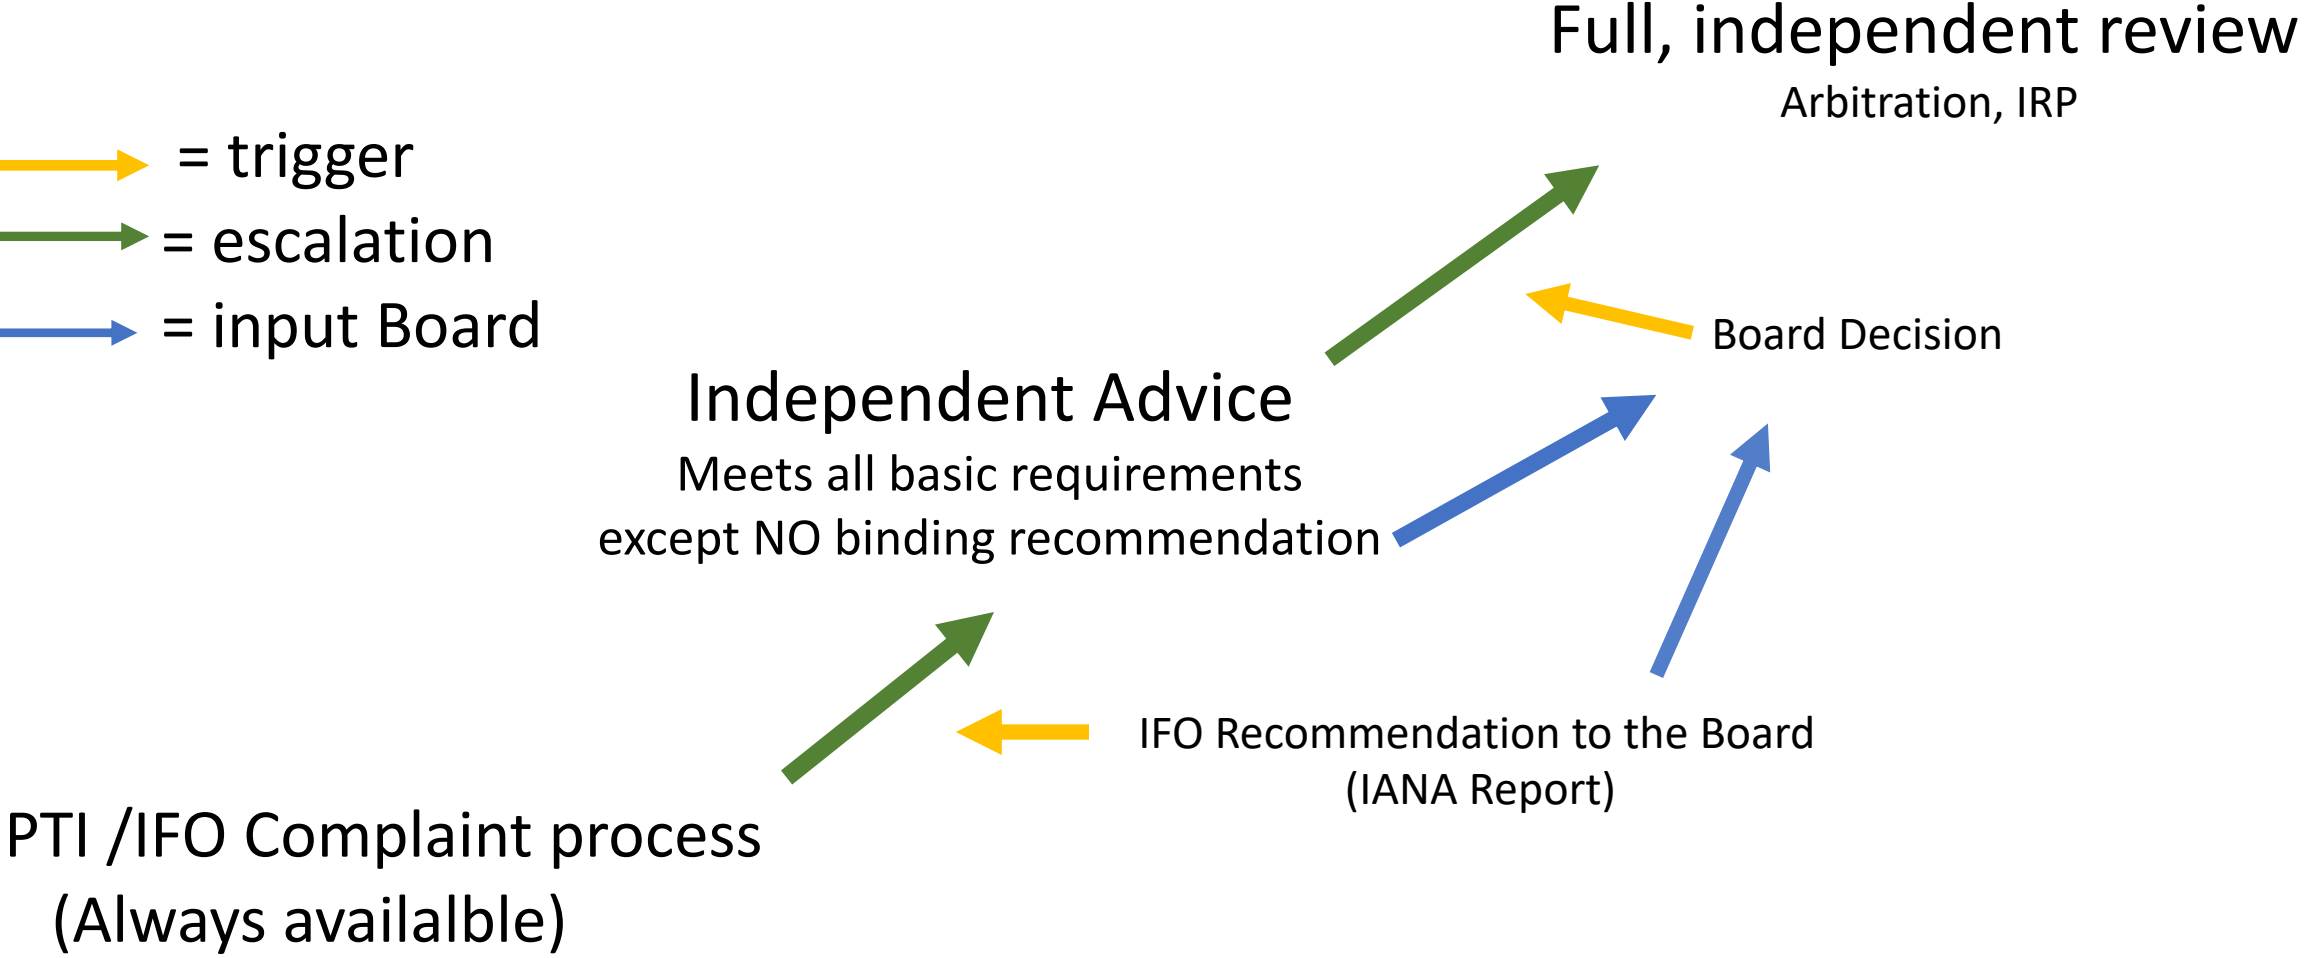 Full, independent review
Arbitration, IRP
= trigger
= escalation
= input Board
Board Decision
Independent Advice
Meets all basic requirements
except NO binding recommendation
IFO Recommendation to the Board
(IANA Report)
PTI /IFO Complaint process
(Always availalble)